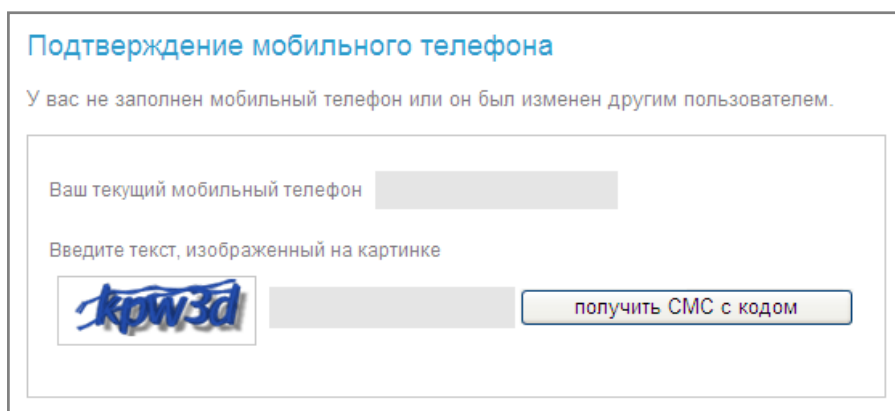 Подтверждение мобильного телефона
У вас не заполнен мобильный телефон или он был изменен другим пользователем.
Ваш текущий мобильный телефон
Введите текст, изображенный на картинке
kpw3d
получить СМС с кодом